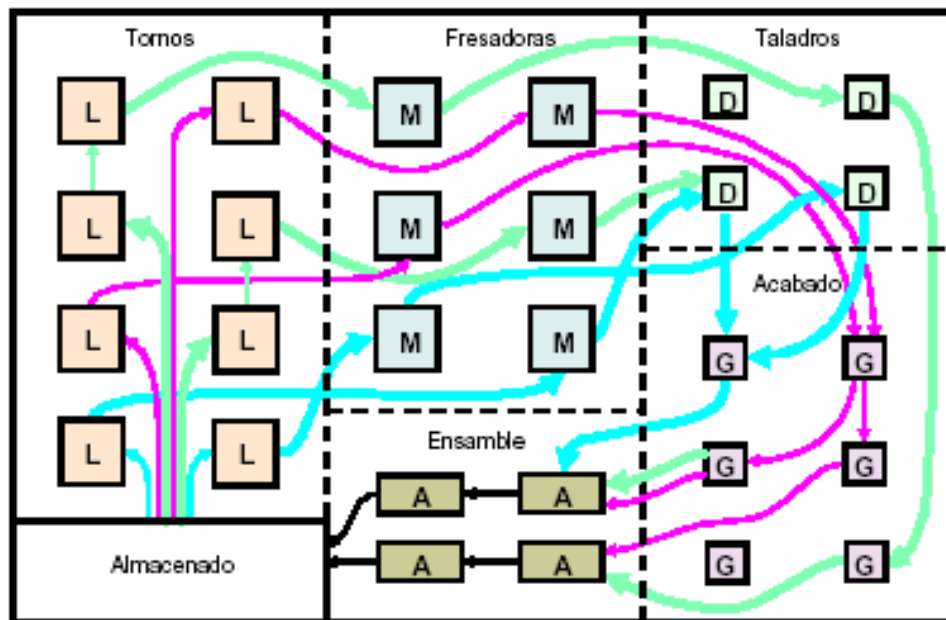 Tornos Fresadoras Taladros
L L M M D D
L L M M D D
Acabado
L L M M G G
Ensamble
L L G G
A A
Almacenado A A G G